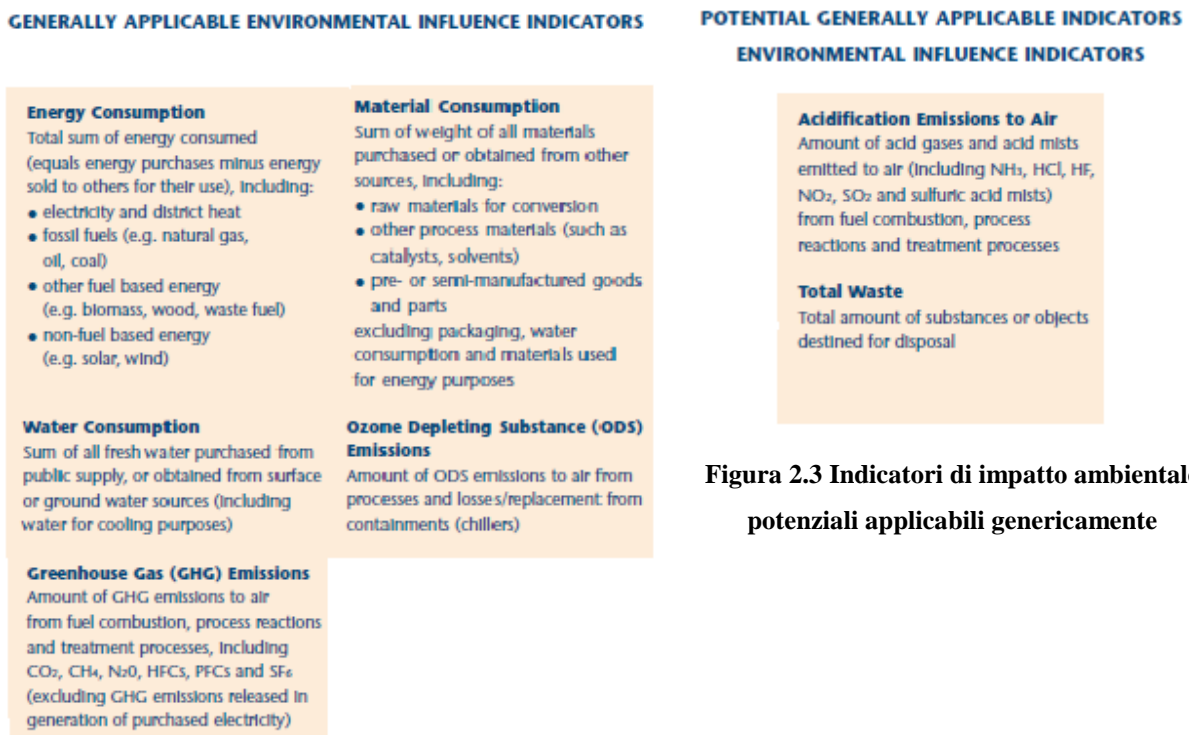 GENERALLY APPLICABLE ENVIRONMENTAL INFLUENCE INDICATORS
Energy Consumption
Total sum of energy consumed
(equals energy purchases minus energy
sold to others for their use), including:
• electricity and district heat
• fossil fuels (e.g. natural gas,
oil, coal)
• other fuel based energy
(e.g. biomass, wood, waste fuel)
• non-fuel based energy
(e.g. solar, wind)
Material Consumption
Sum of weight of all materials
purchased or obtained from other
sources, including:
• raw materials for conversion
• other process materials (such as
catalysts, solvents)
• pre- or semi-manufactured goods
and parts
excluding packaging, water
consumption and materials used
for energy purposes
Water Consumption
Sum of all fresh water purchased from
public supply, or obtained from surface
or ground water sources (including
water for cooling purposes)
Ozone Depleting Substance (ODS)
Emissions
Amount of ODS emissions to air from
processes and losses/replacement from
containments (chillers)
Greenhouse Gas (GHG) Emissions
Amount of GHG emissions to air
from fuel combustion, process reactions
and treatment processes, including
CO₂, CH₄, N₂0, HFCs, PFCs and SF₆
(excluding GHG emissions released in
generation of purchased electricity)
POTENTIAL GENERALLY APPLICABLE INDICATORS
ENVIRONMENTAL INFLUENCE INDICATORS
Acidification Emissions to Air
Amount of acid gases and acid mists
emitted to air (including NH₃, HCl, HF,
NO₂, SO₂ and sulfuric acid mists)
from fuel combustion, process
reactions and treatment processes
Total Waste
Total amount of substances or objects
destined for disposal
Figura 2.3 Indicatori di impatto ambientale
potenziali applicabili genericamente